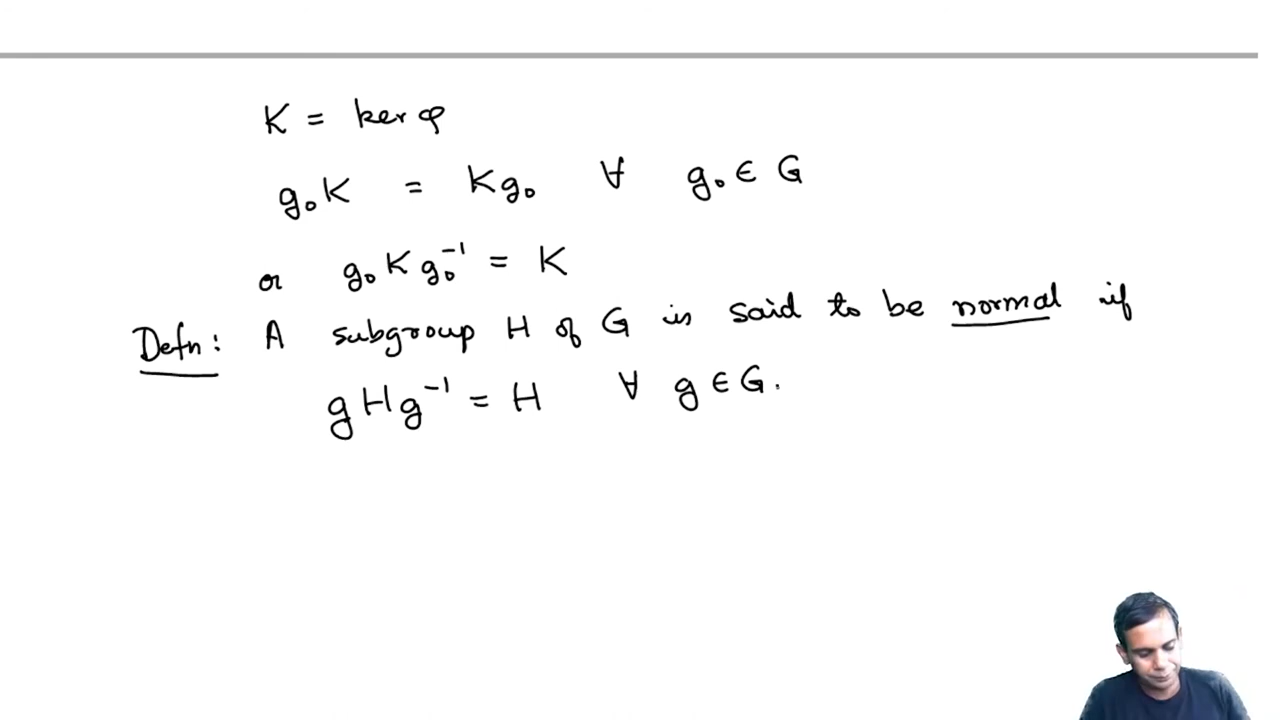 K = ker φ
g₀K = Kg₀ ∀ g₀ ∈ G
or g₀Kg₀⁻¹ = K
Defn: A subgroup H of G is said to be normal if
gHg⁻¹ = H ∀ g ∈ G.